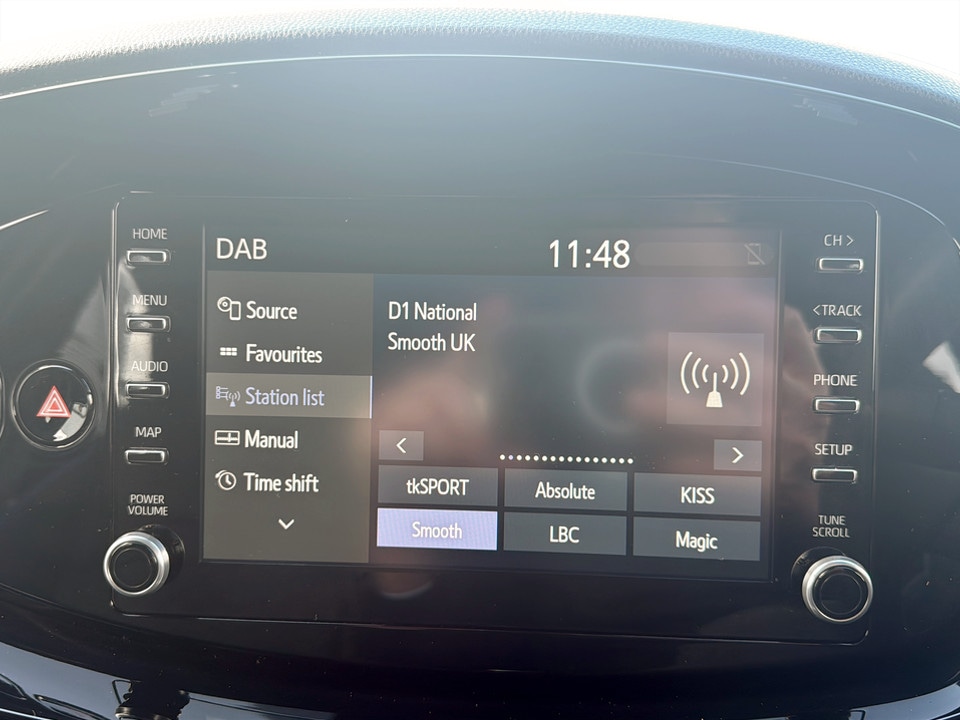 HOME
MENU
AUDIO
MAP
POWER
VOLUME
DAB
11:48
Source
Favourites
Station list
Manual
Time shift
D1 National
Smooth UK
<
>
tkSPORT
Absolute
KISS
Smooth
LBC
Magic
CH >
<TRACK
PHONE
SETUP
TUNE
SCROLL